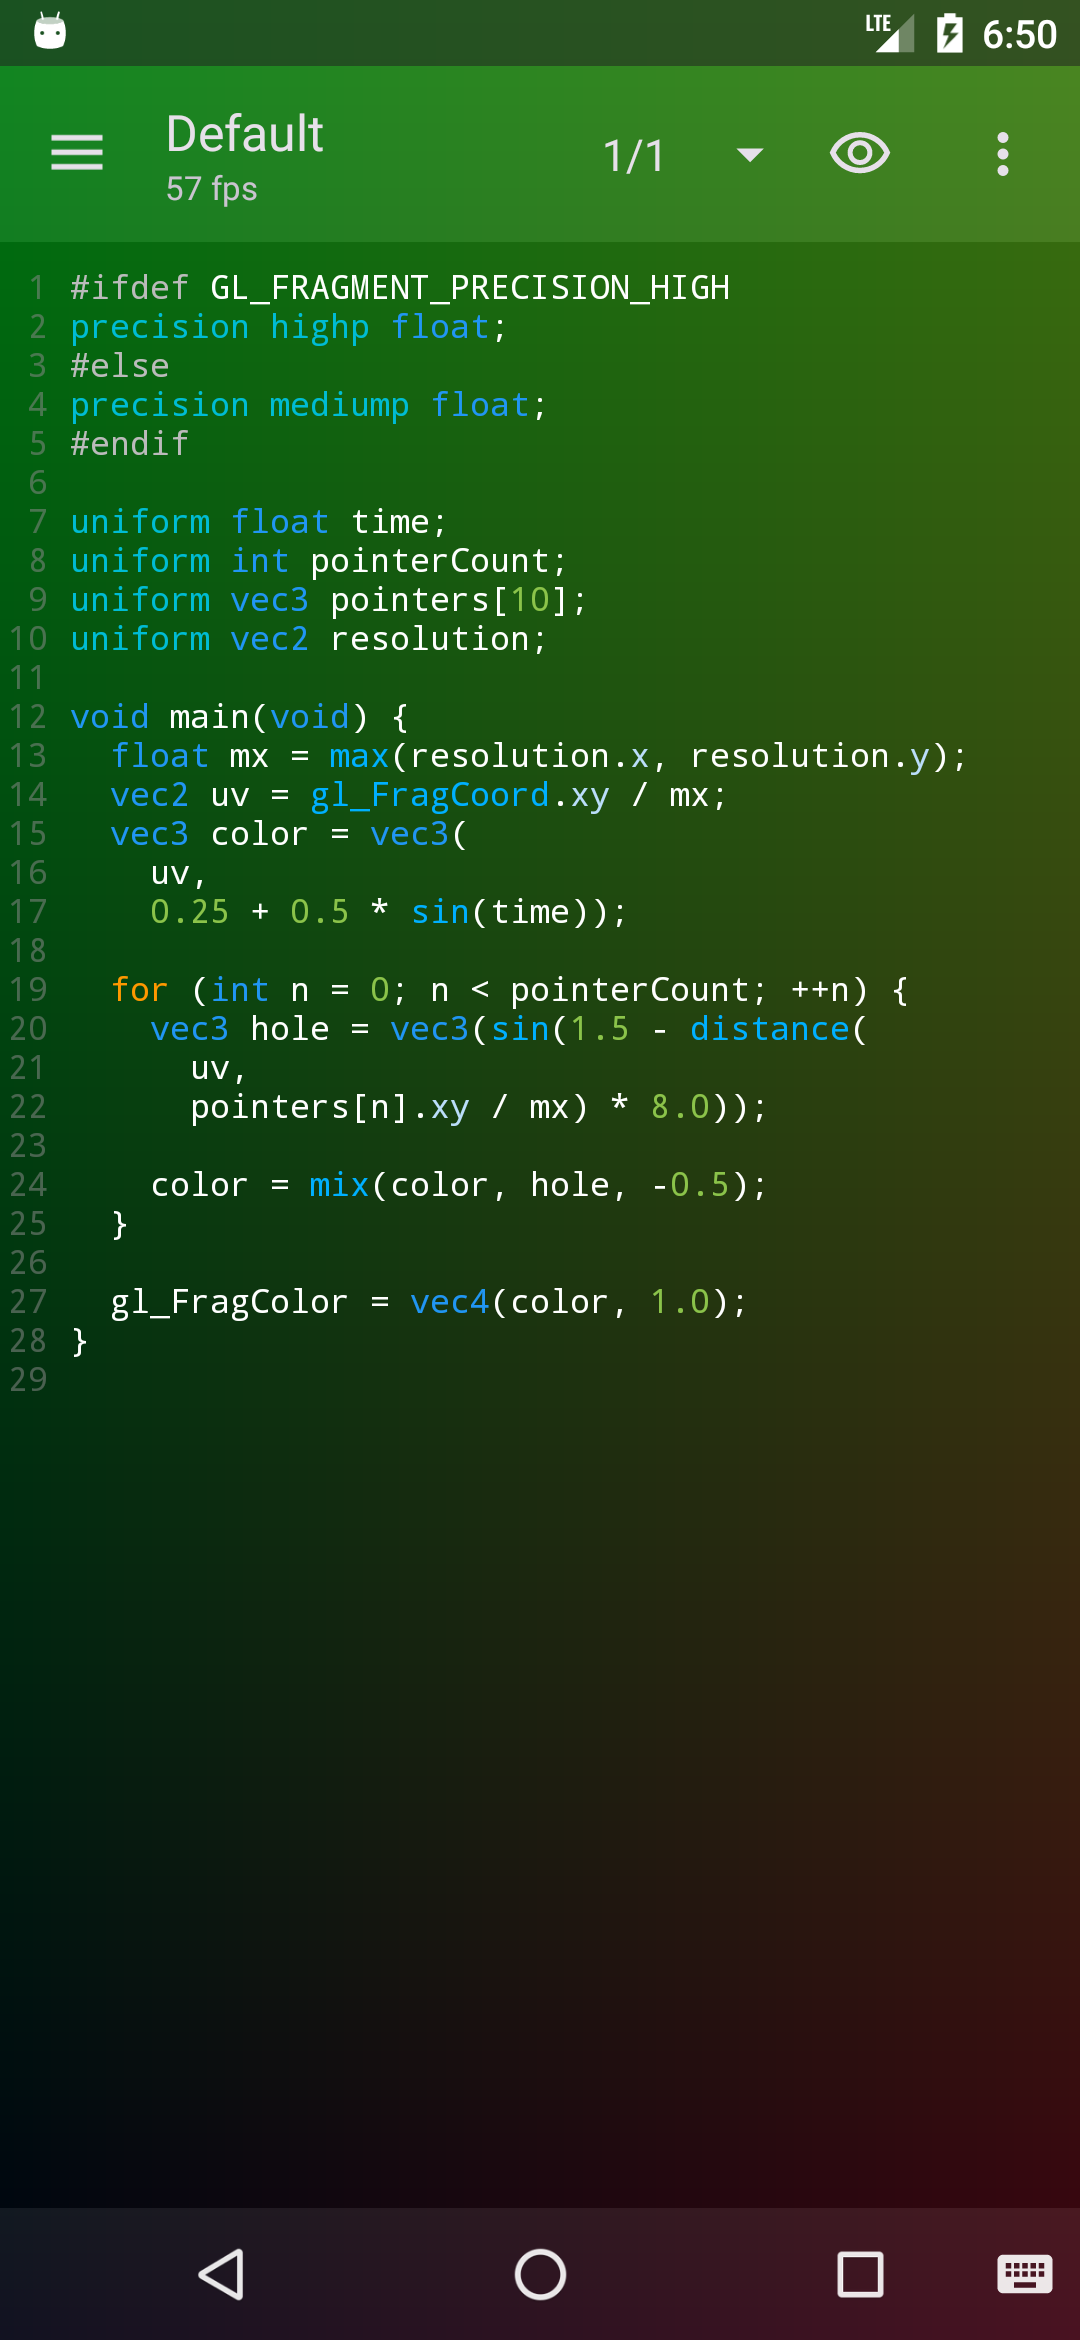 LTE 6:50
Default 1/1
57 fps
1 #ifdef GL_FRAGMENT_PRECISION_HIGH
2 precision highp float;
3 #else
4 precision mediump float;
5 #endif
6
7 uniform float time;
8 uniform int pointerCount;
9 uniform vec3 pointers[10];
10 uniform vec2 resolution;
11
12 void main(void) {
13   float mx = max(resolution.x, resolution.y);
14   vec2 uv = gl_FragCoord.xy / mx;
15   vec3 color = vec3(
16     uv,
17     0.25 + 0.5 * sin(time));
18
19   for (int n = 0; n < pointerCount; ++n) {
20     vec3 hole = vec3(sin(1.5 - distance(
21       uv,
22       pointers[n].xy / mx) * 8.0));
23
24     color = mix(color, hole, -0.5);
25   }
26
27   gl_FragColor = vec4(color, 1.0);
28 }
29